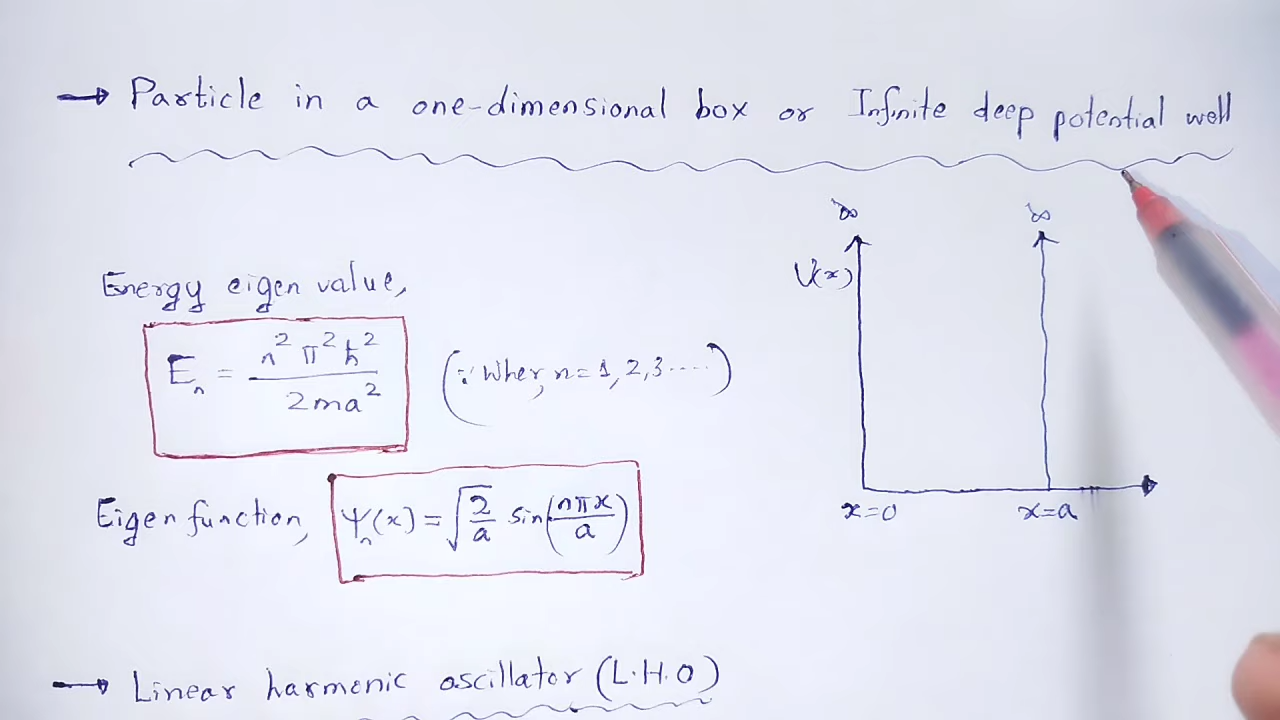 → Particle in a one-dimensional box or Infinite deep potential well
∞ ∞
V(x)
Energy eigen value,
Eₙ = n²π²ħ² / 2ma² (∵ Wher, n = 1, 2, 3 ....)
Eigen function, ψₙ(x) = √(2/a) sin(nπx/a)
x=0 x=a
→ Linear harmonic oscillator (L.H.O)